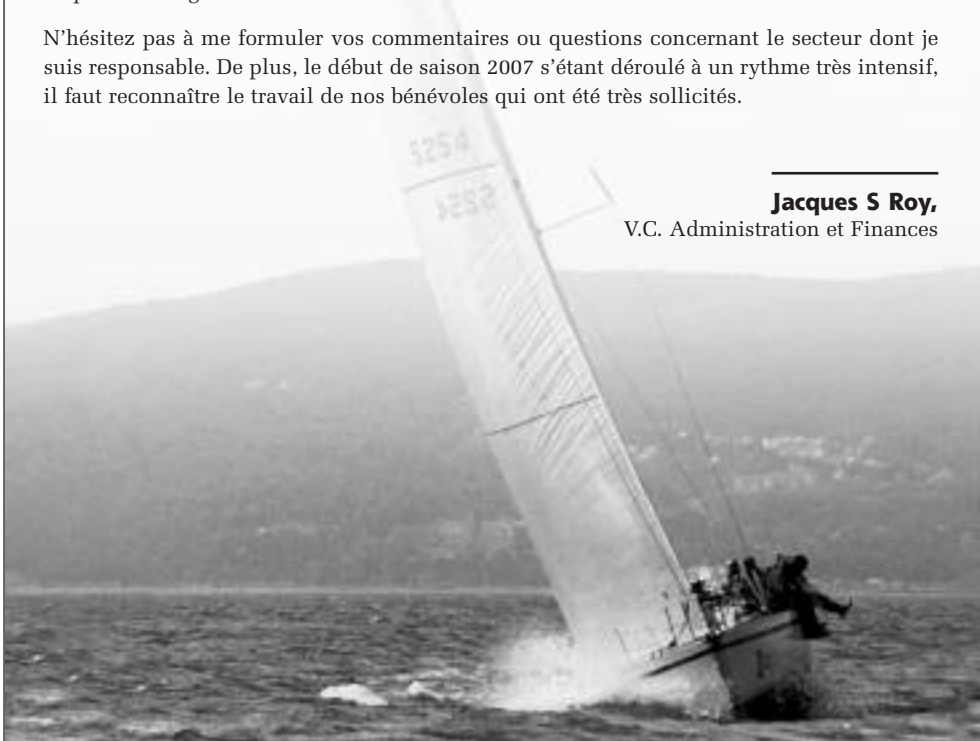 N’hésitez pas à me formuler vos commentaires ou questions concernant le secteur dont je
suis responsable. De plus, le début de saison 2007 s’étant déroulé à un rythme très intensif,
il faut reconnaître le travail de nos bénévoles qui ont été très sollicités.
5254
5254
Jacques S Roy,
V.C. Administration et Finances